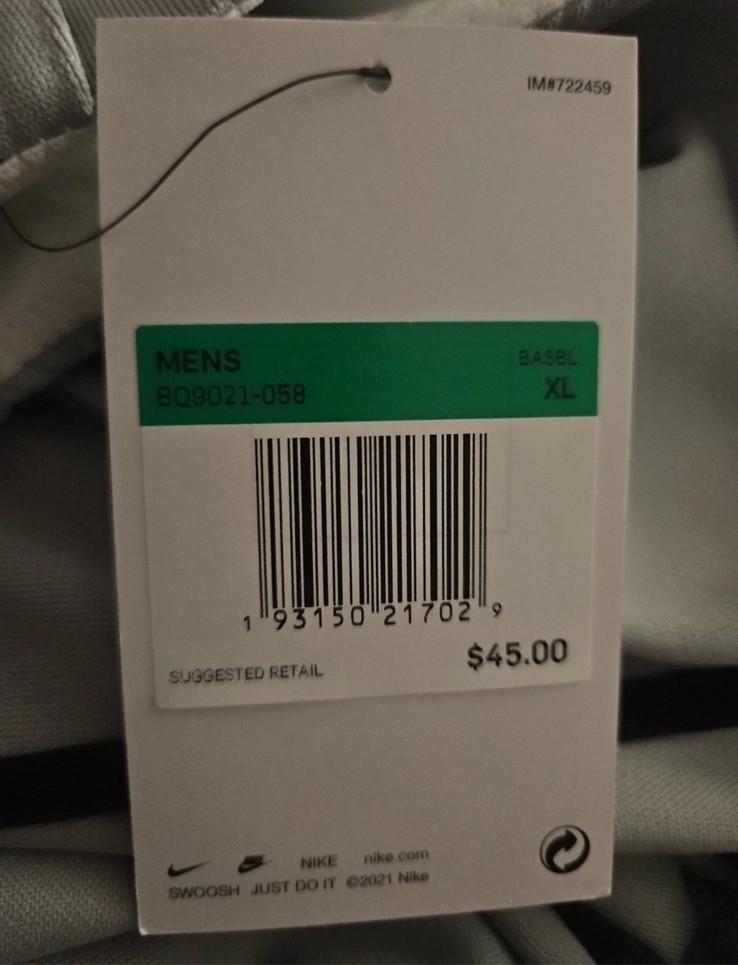 IM#722459
MENS
BASBL
BQ9021-058
XL
1 93150 21702 9
$45.00
SUGGESTED RETAIL
NIKE nike.com
SWOOSH JUST DO IT ©2021 Nike